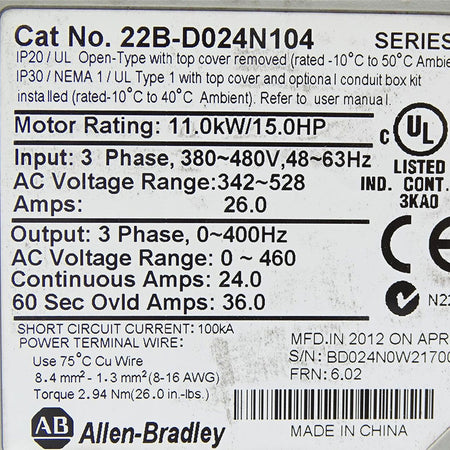 Cat No. 22B-D024N104 SERIES
IP20 / UL Open-Type with top cover removed (rated -10°C to 50°C Ambie
IP30 / NEMA 1 / UL Type 1 with top cover and optional conduit box kit
installed (rated-10°C to 40°C Ambient). Refer to user manual.
Motor Rating: 11.0kW/15.0HP
Input: 3 Phase, 380~480V,48~63Hz
AC Voltage Range:342~528
Amps: 26.0
C UL
LISTED
IND. CONT.
3KA0
Output: 3 Phase, 0~400Hz
AC Voltage Range: 0 ~ 460
Continuous Amps: 24.0
60 Sec Ovld Amps: 36.0
CE
N22
SHORT CIRCUIT CURRENT: 100kA
POWER TERMINAL WIRE:
Use 75°C Cu Wire
8.4 mm² - 1.3 mm² (8-16 AWG)
Torque 2.94 Nm(26.0 in.-lbs.)
MFD.IN 2012 ON APR
S/N: BD024N0W21700
FRN: 6.02
AB Allen-Bradley
MADE IN CHINA